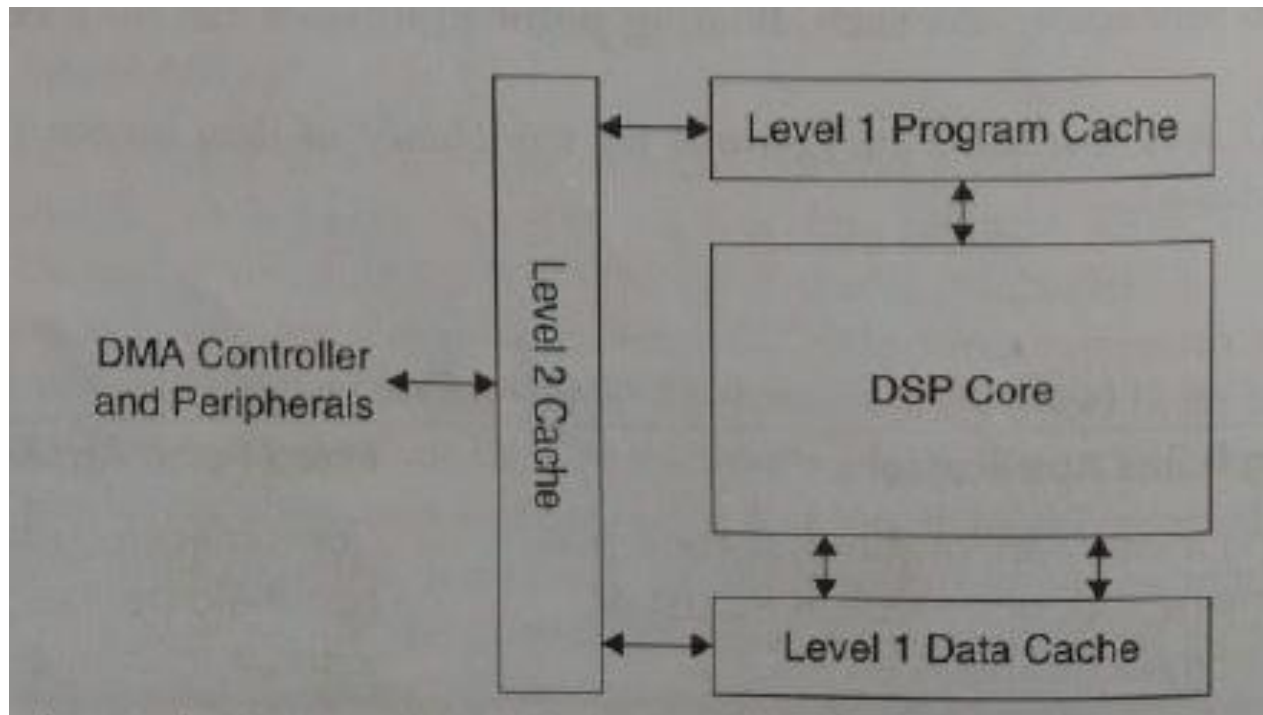 Level 1 Program Cache
Level 2 Cache
DMA Controller
and Peripherals
DSP Core
Level 1 Data Cache